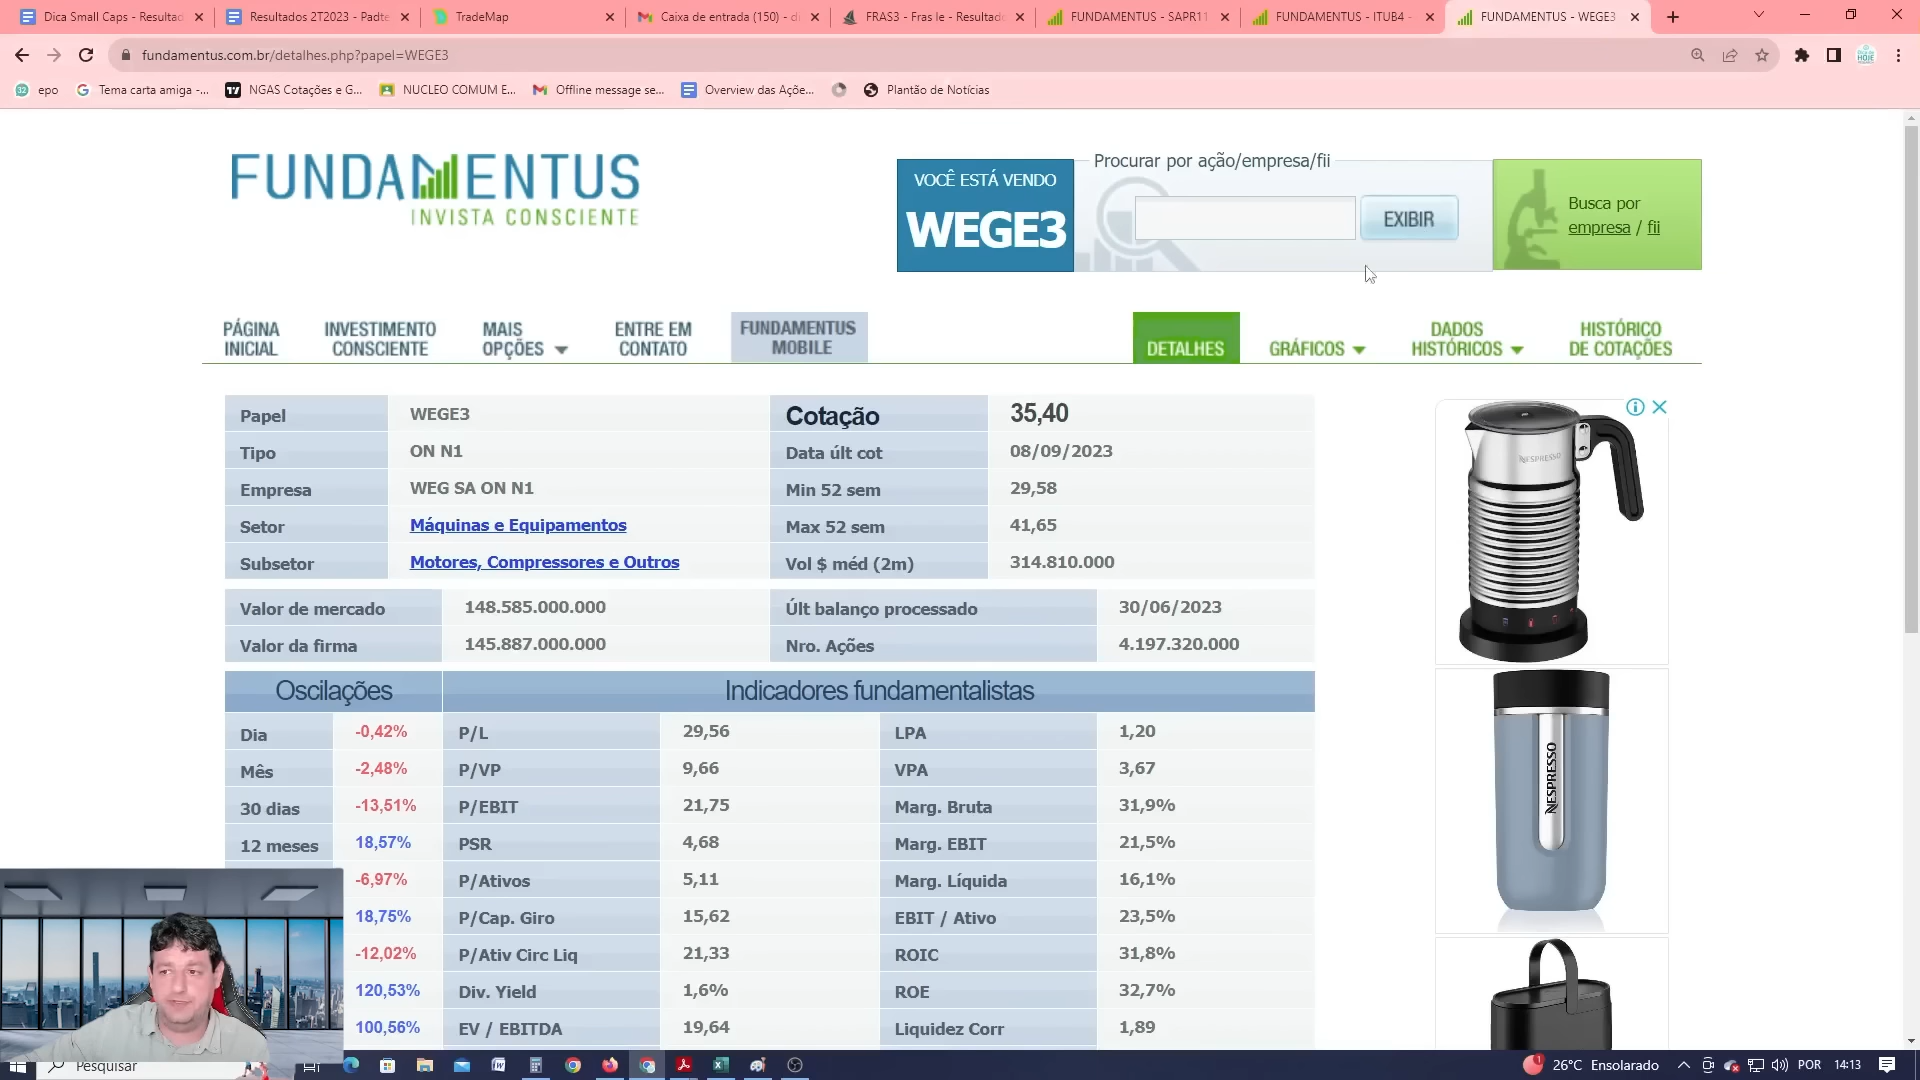 Dica Small Caps - Resultad
Resultados 2T2023 - Padte
TradeMap
Caixa de entrada (150) - di
FRAS3 - Fras le - Resultado
FUNDAMENTUS - SAPR11
FUNDAMENTUS - ITUB4 -
FUNDAMENTUS - WEGE3
fundamentus.com.br/detalhes.php?papel=WEGE3
epo
Tema carta amiga -...
NGAS Cotações e G...
NUCLEO COMUM E...
Offline message se...
Overview das Açõe...
Plantão de Notícias
FUNDAMENTUS
INVISTA CONSCIENTE
VOCÊ ESTÁ VENDO
WEGE3
Procurar por ação/empresa/fii
EXIBIR
Busca por
empresa / fii
PÁGINA INICIAL
INVESTIMENTO CONSCIENTE
MAIS OPÇÕES
ENTRE EM CONTATO
FUNDAMENTUS MOBILE
DETALHES
GRÁFICOS
DADOS HISTÓRICOS
HISTÓRICO DE COTAÇÕES
Papel WEGE3 Cotação 35,40
Tipo ON N1 Data últ cot 08/09/2023
Empresa WEG SA ON N1 Min 52 sem 29,58
Setor Máquinas e Equipamentos Max 52 sem 41,65
Subsetor Motores, Compressores e Outros Vol $ méd (2m) 314.810.000
Valor de mercado 148.585.000.000 Últ balanço processado 30/06/2023
Valor da firma 145.887.000.000 Nro. Ações 4.197.320.000
Oscilações Indicadores fundamentalistas
Dia -0,42% P/L 29,56 LPA 1,20
Mês -2,48% P/VP 9,66 VPA 3,67
30 dias -13,51% P/EBIT 21,75 Marg. Bruta 31,9%
12 meses 18,57% PSR 4,68 Marg. EBIT 21,5%
-6,97% P/Ativos 5,11 Marg. Líquida 16,1%
18,75% P/Cap. Giro 15,62 EBIT / Ativo 23,5%
-12,02% P/Ativ Circ Liq 21,33 ROIC 31,8%
120,53% Div. Yield 1,6% ROE 32,7%
100,56% EV / EBITDA 19,64 Liquidez Corr 1,89
NESPRESSO
NESPRESSO
Pesquisar
26°C Ensolarado
POR
14:13